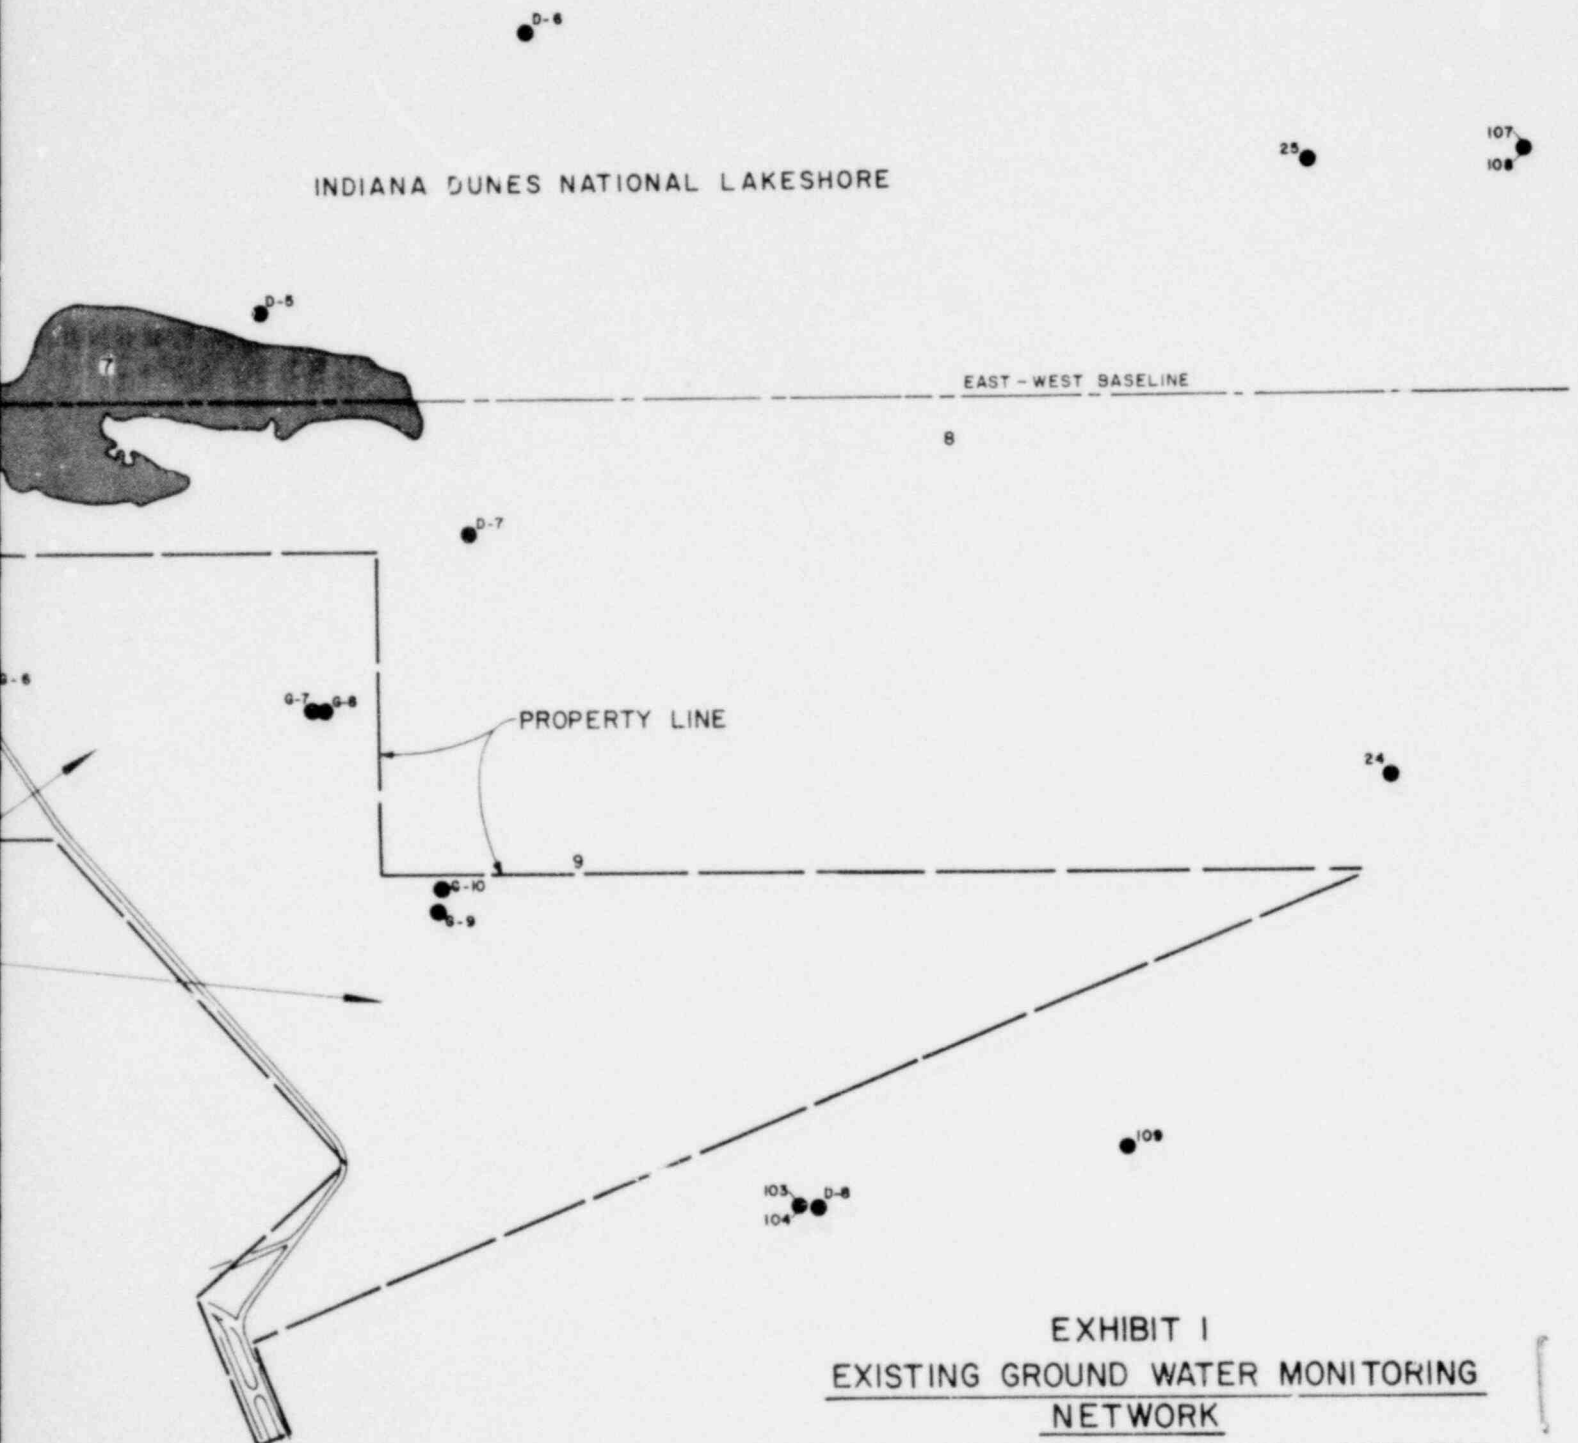 D-6
107
25
108
INDIANA DUNES NATIONAL LAKESHORE
D-5
7
EAST-WEST BASELINE
8
D-7
G-7 G-8
PROPERTY LINE
24
9
G-10
G-9
109
103 D-8
104
EXHIBIT 1
EXISTING GROUND WATER MONITORING
NETWORK